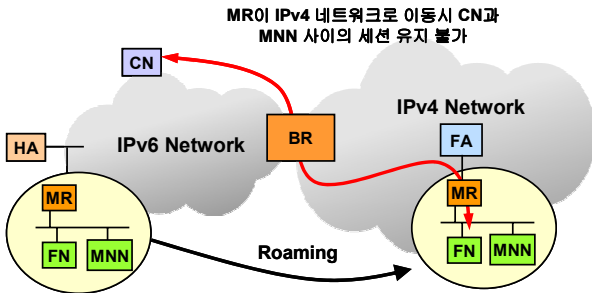 MR이 IPv4 네트워크로 이동시 CN과
MNN 사이의 세션 유지 불가
CN
IPv4 Network
HA
IPv6 Network
BR
FA
MR
MR
FN
MNN
Roaming
FN
MNN